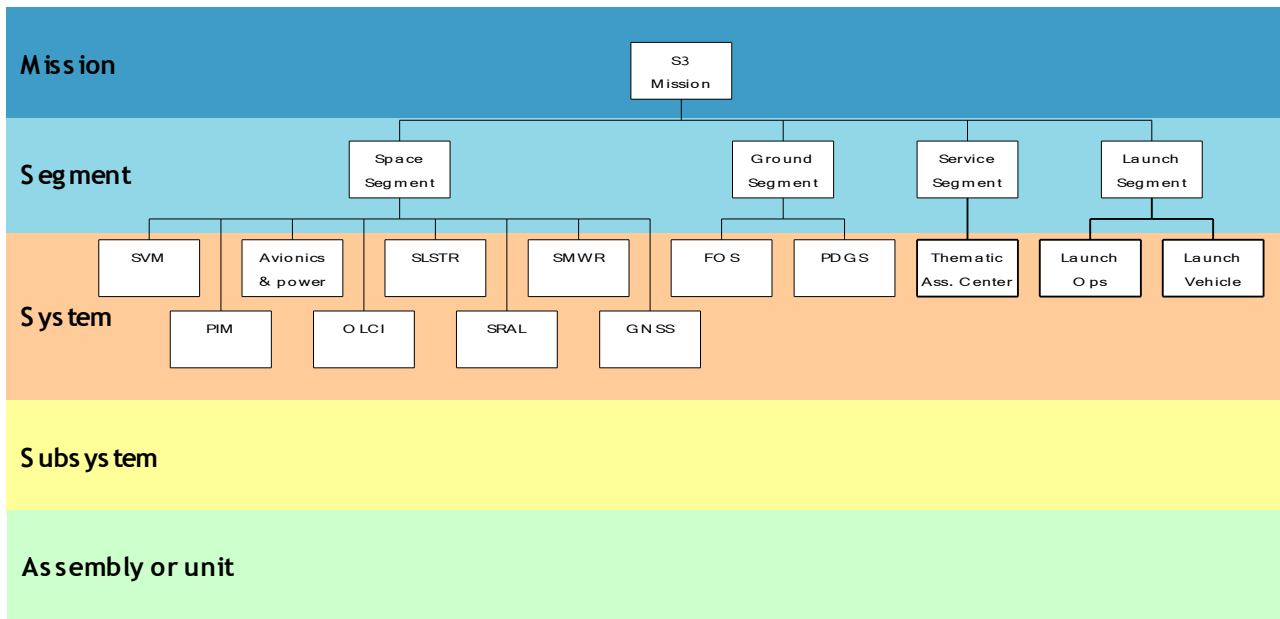 Mission
S3
Mission
Segment
Space
Segment
Ground
Segment
Service
Segment
Launch
Segment
System
SVM
Avionics
& power
SLSTR
SMWR
FOS
PDGS
Thematic
Ass. Center
Launch
Ops
Launch
Vehicle
PIM
OLCI
SRAL
GNSS
Subsystem
Assembly or unit